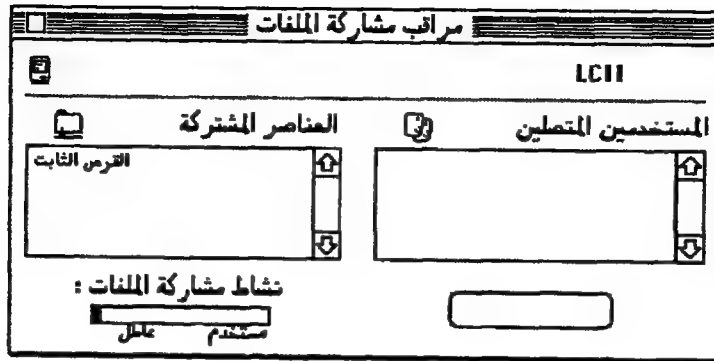 مراقب مشاركة الملفات
LCII
المستخدمين المتصلين
العناصر المشتركة
القرص الثابت
نشاط مشاركة الملفات :
مستخدم عاطل